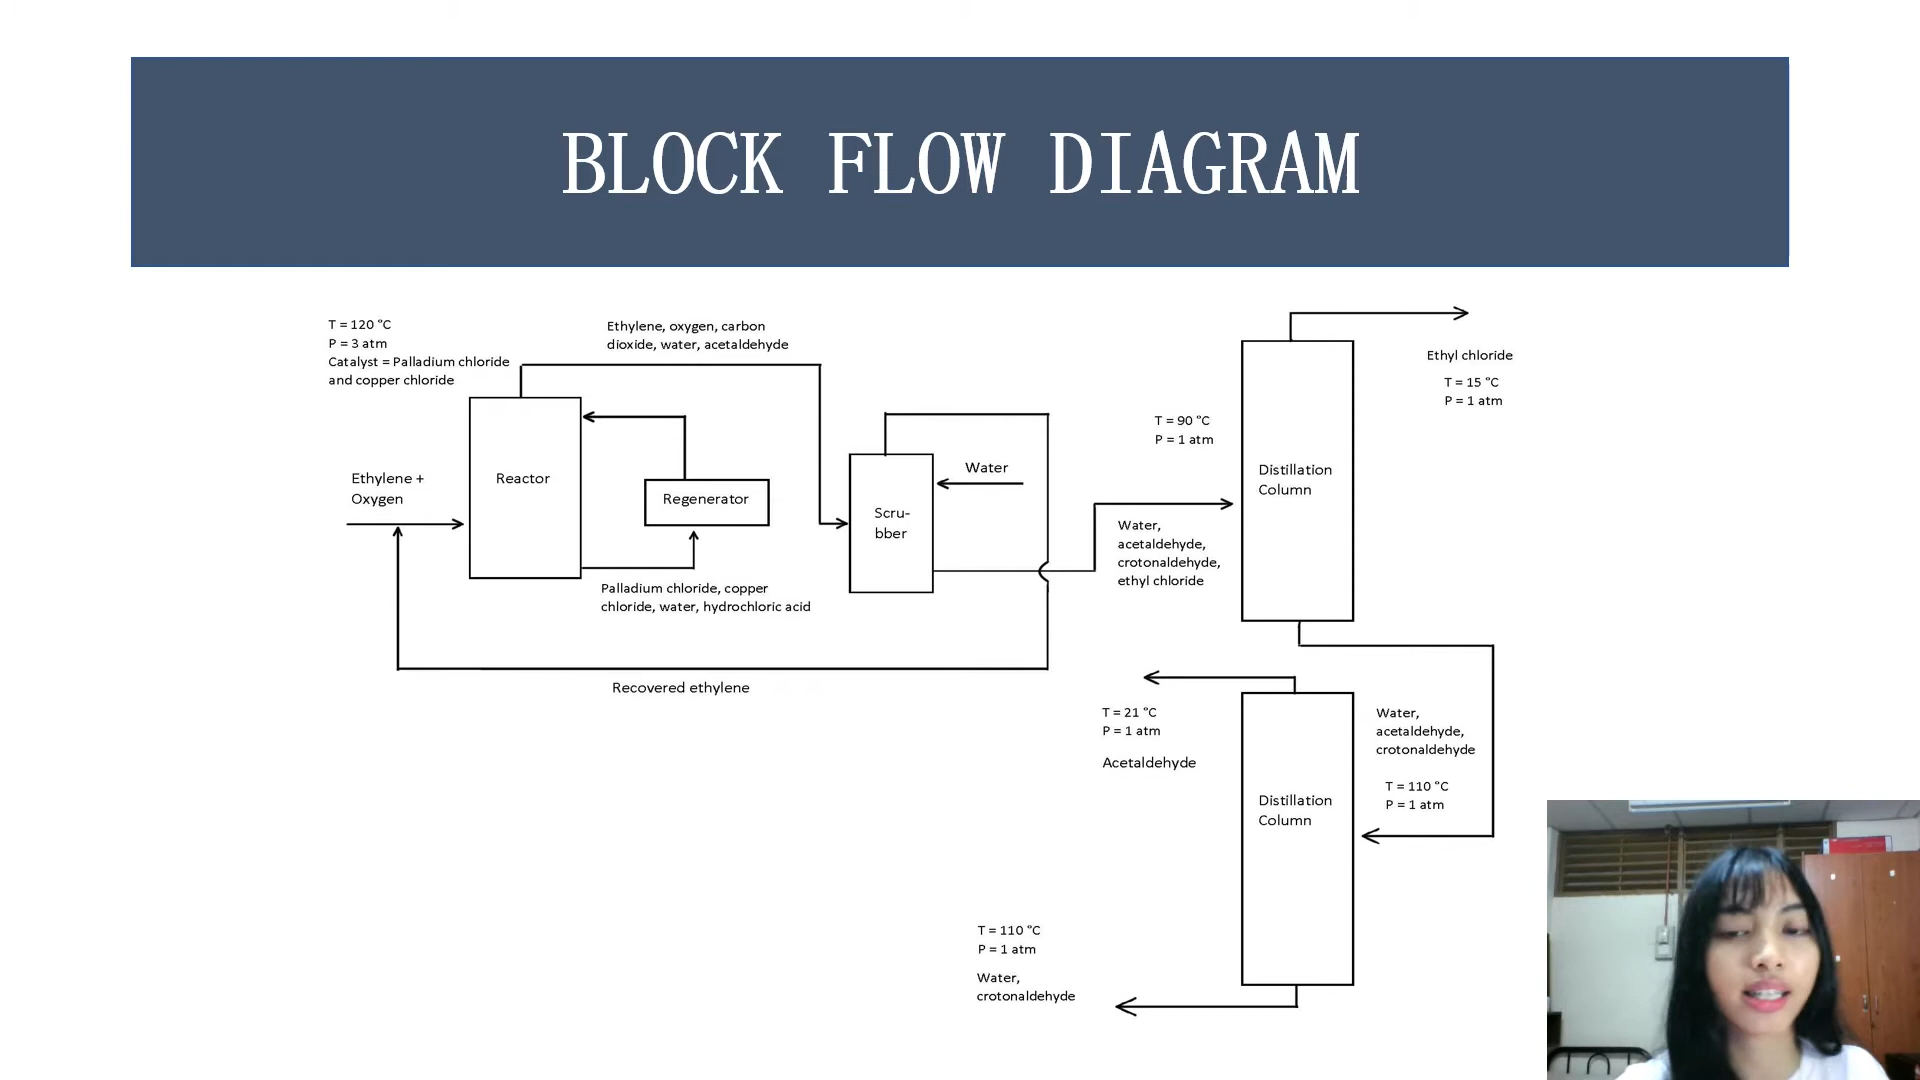 BLOCK FLOW DIAGRAM
T = 120 °C
P = 3 atm
Catalyst = Palladium chloride
and copper chloride
Ethylene, oxygen, carbon
dioxide, water, acetaldehyde
Ethylene +
Oxygen
Reactor
Regenerator
Palladium chloride, copper
chloride, water, hydrochloric acid
Scru-
bber
Water
Recovered ethylene
T = 90 °C
P = 1 atm
Water,
acetaldehyde,
crotonaldehyde,
ethyl chloride
Distillation
Column
Ethyl chloride
T = 15 °C
P = 1 atm
T = 21 °C
P = 1 atm
Acetaldehyde
Distillation
Column
Water,
acetaldehyde,
crotonaldehyde
T = 110 °C
P = 1 atm
T = 110 °C
P = 1 atm
Water,
crotonaldehyde